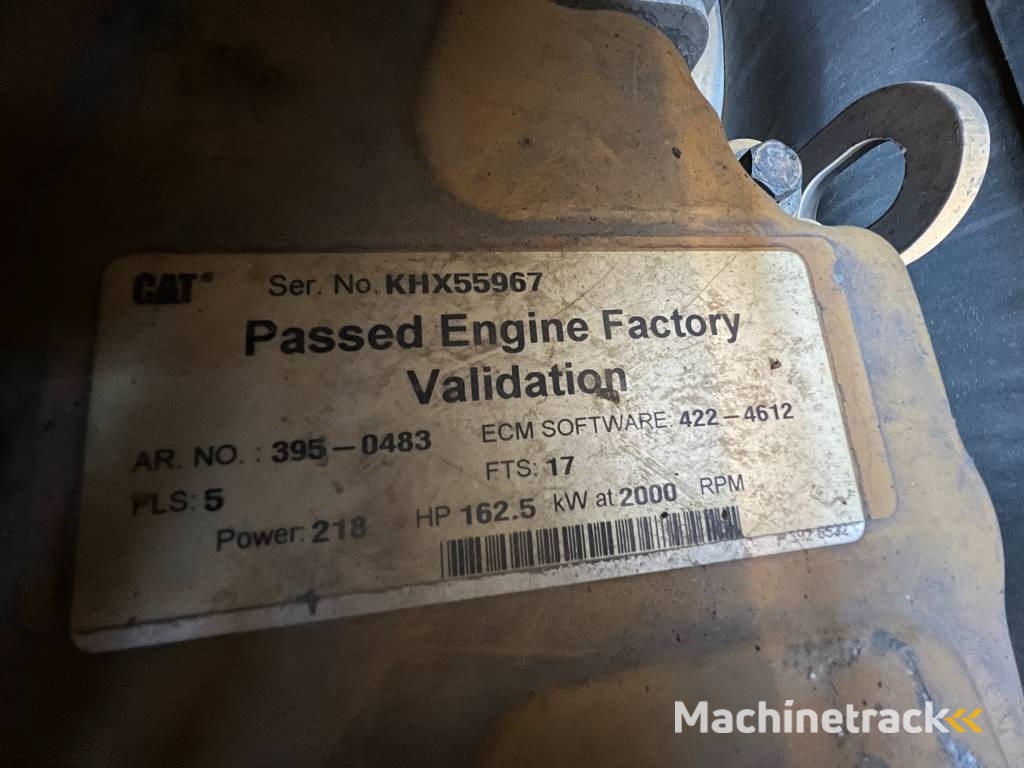 CAT Ser. No. KHX55967
Passed Engine Factory
Validation
AR. NO. : 395-0483 ECM SOFTWARE: 422-4612
PLS: 5 FTS: 17
Power: 218 HP 162.5 kW at 2000 RPM
Machinetrack